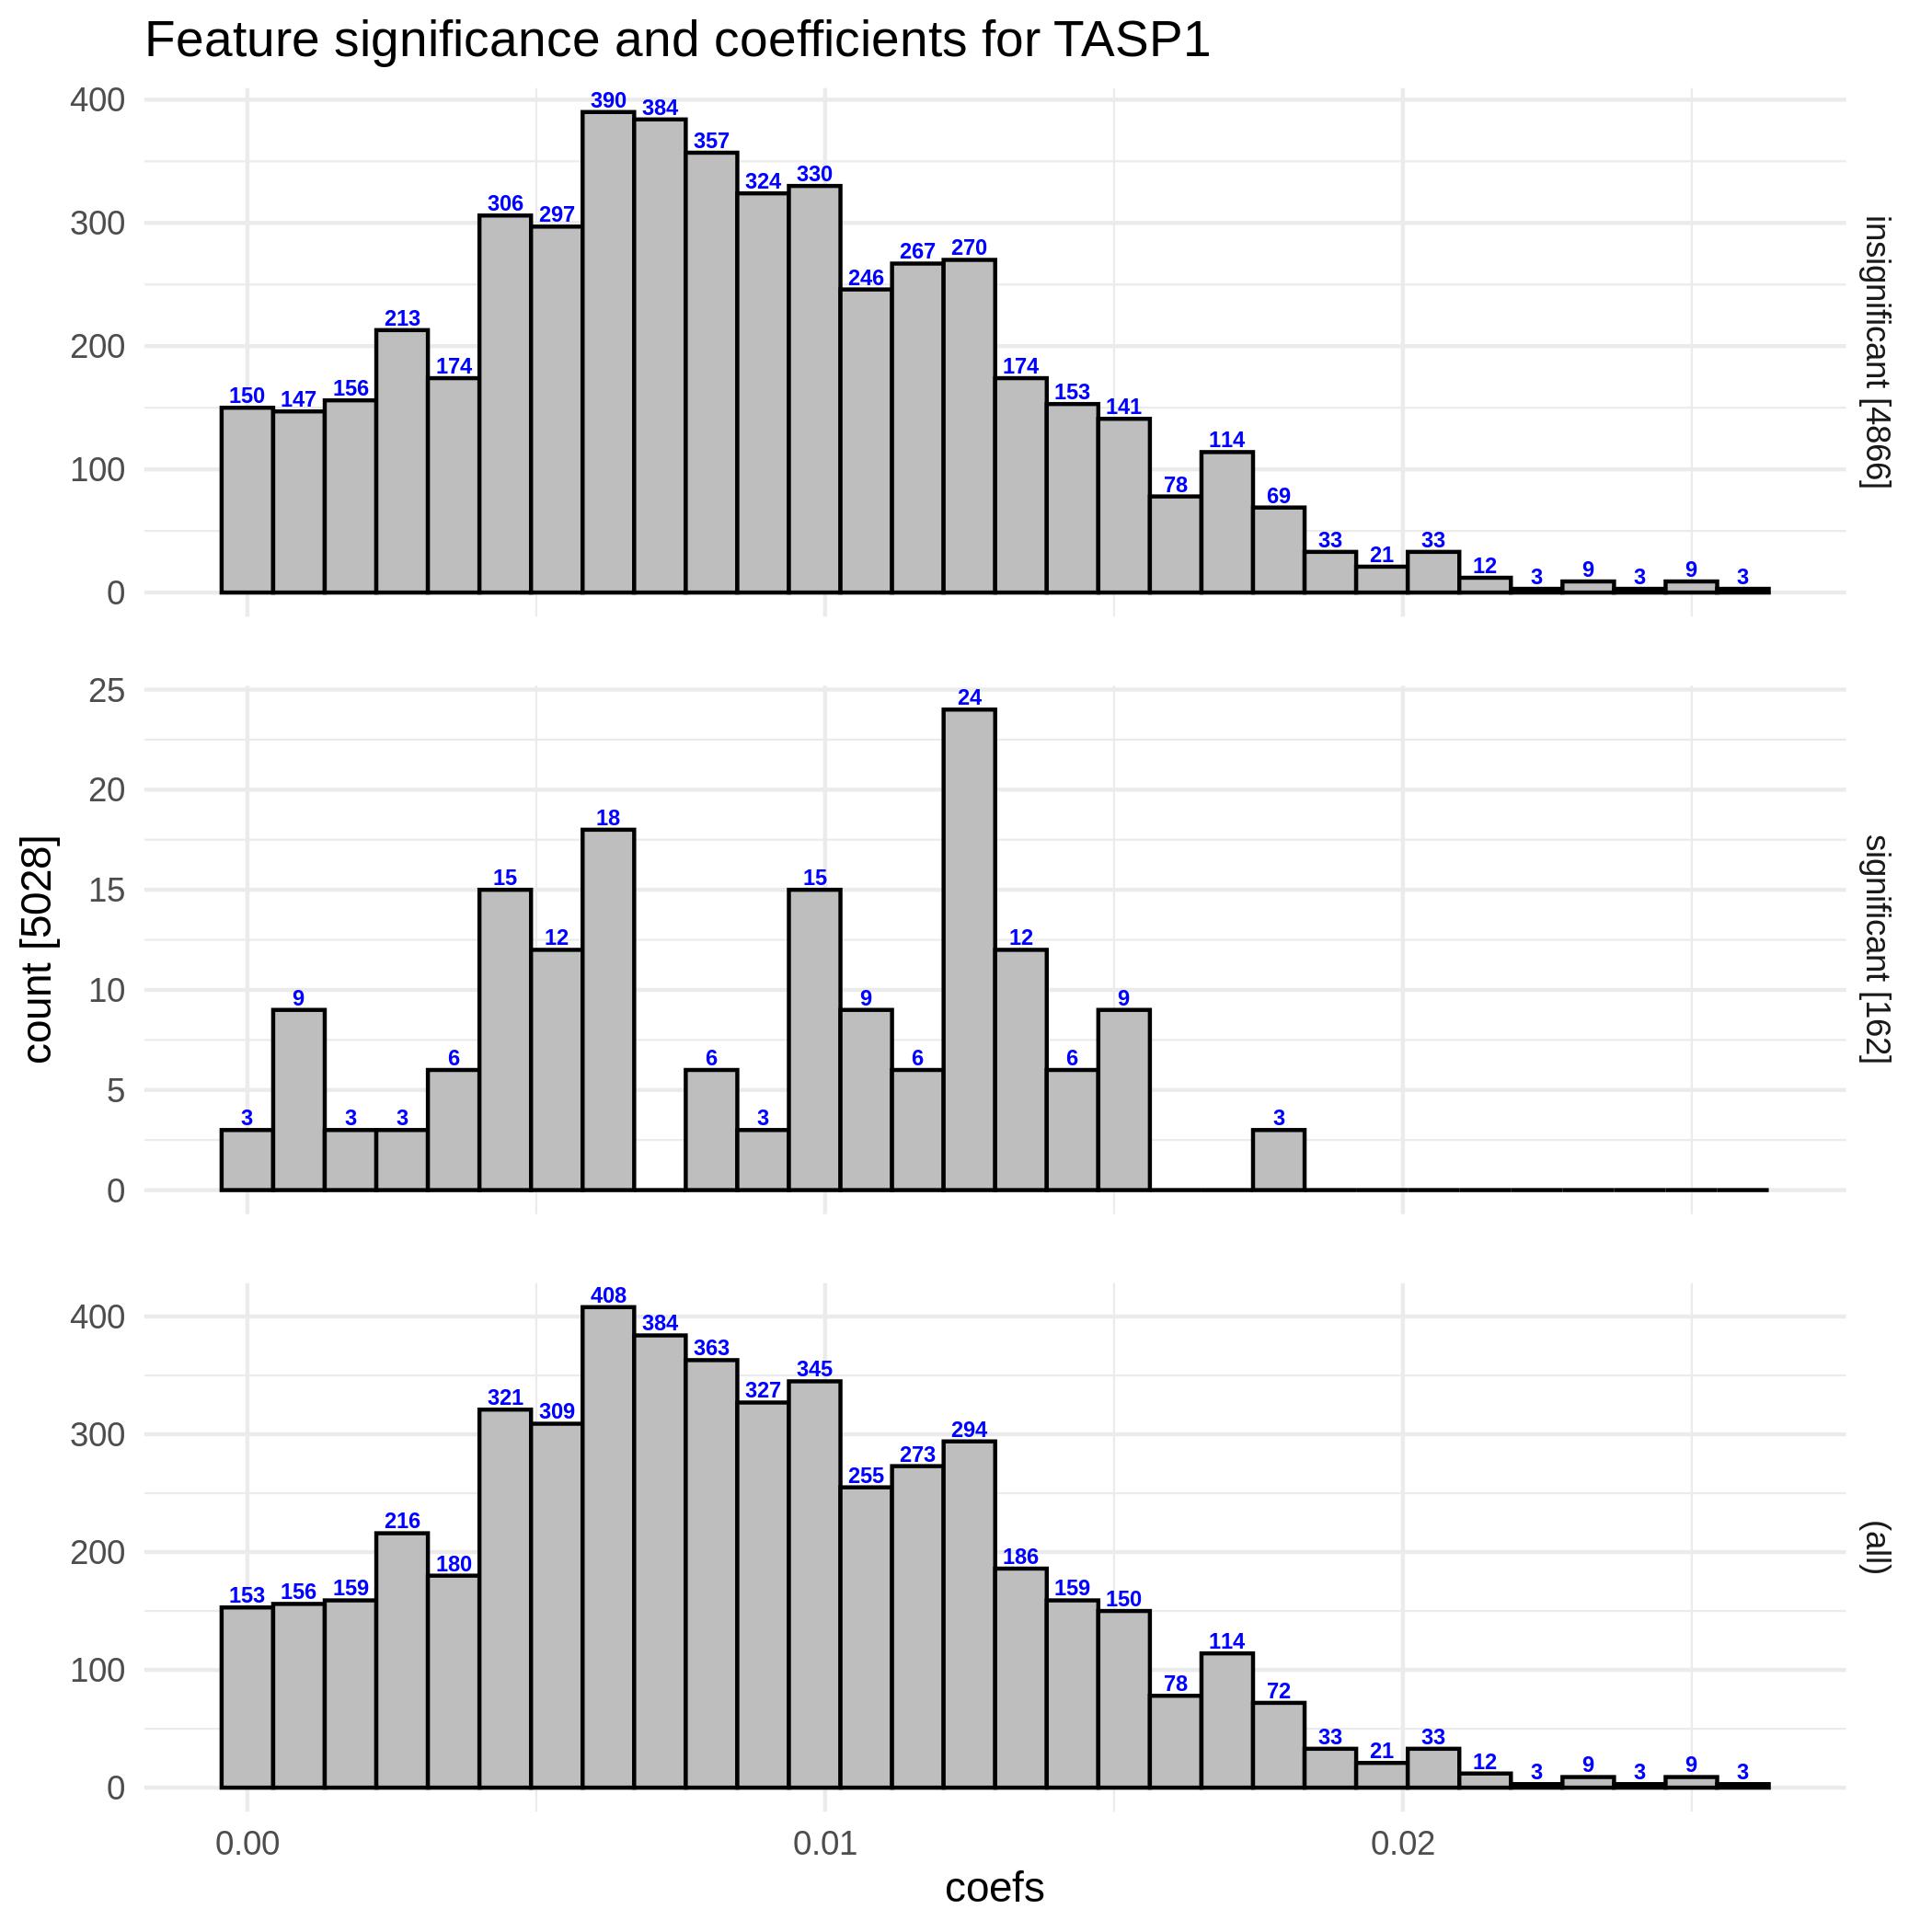 Feature significance and coefficients for TASP1
400
300
200
100
0
150 147 156 213 174 306 297 390 384 357 324 330 246 267 270 174 153 141 78 114 69 33 21 33 12 3 9 3 9 3
insignificant [4866]
count [5028]
25
20
15
10
5
0
3 9 3 3 6 15 12 18 6 3 15 9 6 24 12 6 9 3
significant [162]
400
300
200
100
0
153 156 159 216 180 321 309 408 384 363 327 345 255 273 294 186 159 150 78 114 72 33 21 33 12 3 9 3 9 3
(all)
0.00 0.01 0.02
coefs